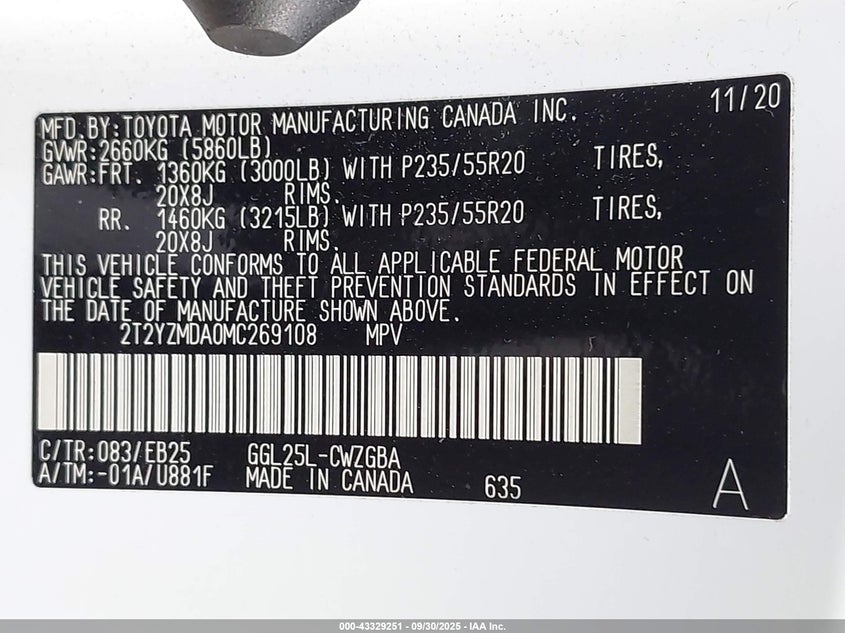 11/20
MFD.BY:TOYOTA MOTOR MANUFACTURING CANADA INC.
GVWR:2660KG (5860LB)
GAWR:FRT. 1360KG (3000LB) WITH P235/55R20 TIRES,
20X8J RIMS.
RR. 1460KG (3215LB) WITH P235/55R20 TIRES,
20X8J RIMS.
THIS VEHICLE CONFORMS TO ALL APPLICABLE FEDERAL MOTOR
VEHICLE SAFETY AND THEFT PREVENTION STANDARDS IN EFFECT ON
THE DATE OF MANUFACTURE SHOWN ABOVE.
2T2YZMDA0MC269108 MPV
C/TR:083/EB25 GGL25L-CWZGBA
A/TM:-01A/U881F MADE IN CANADA 635
A
000-43329251 - 09/30/2025 - IAA Inc.